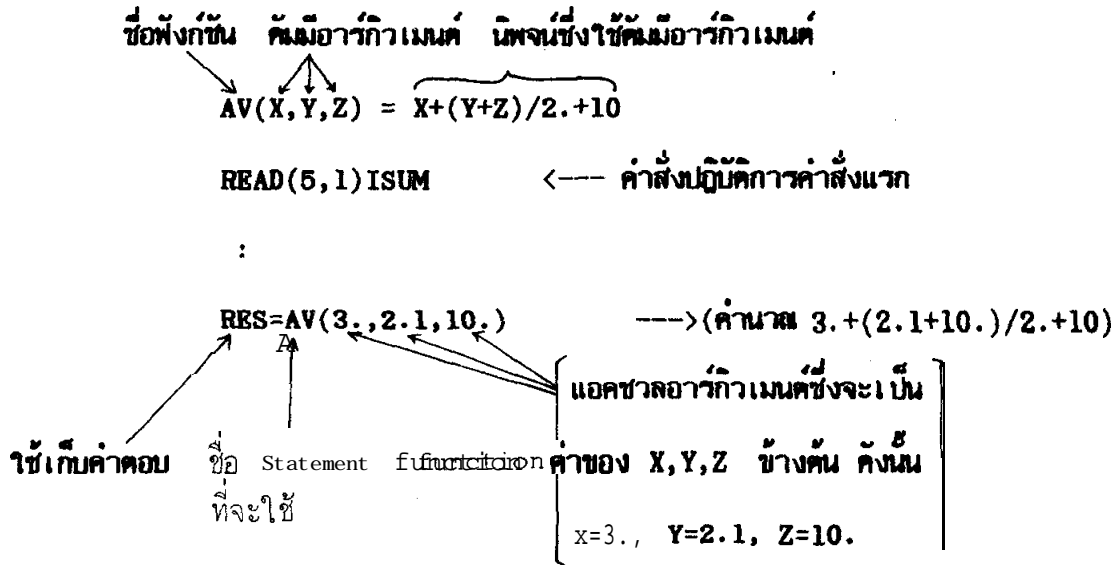 ชื่อฟังก์ชัน ดัมมีอาร์กิวเมนต์ นิพจน์ซึ่งใช้ดัมมีอาร์กิวเมนต์
AV(X,Y,Z) = X+(Y+Z)/2.+10
READ(5,1)ISUM <--- คำสั่งปฏิบัติการคำสั่งแรก
:
RES=AV(3.,2.1,10.) --->(คำนวณ 3.+(2.1+10.)/2.+10)
แอคชวลอาร์กิวเมนต์ซึ่งจะเป็น
ใช้เก็บคำตอบ ชื่อ Statement ค่าของ X,Y,Z ข้างต้น ดังนั้น
ที่จะใช้
x=3., Y=2.1, Z=10.